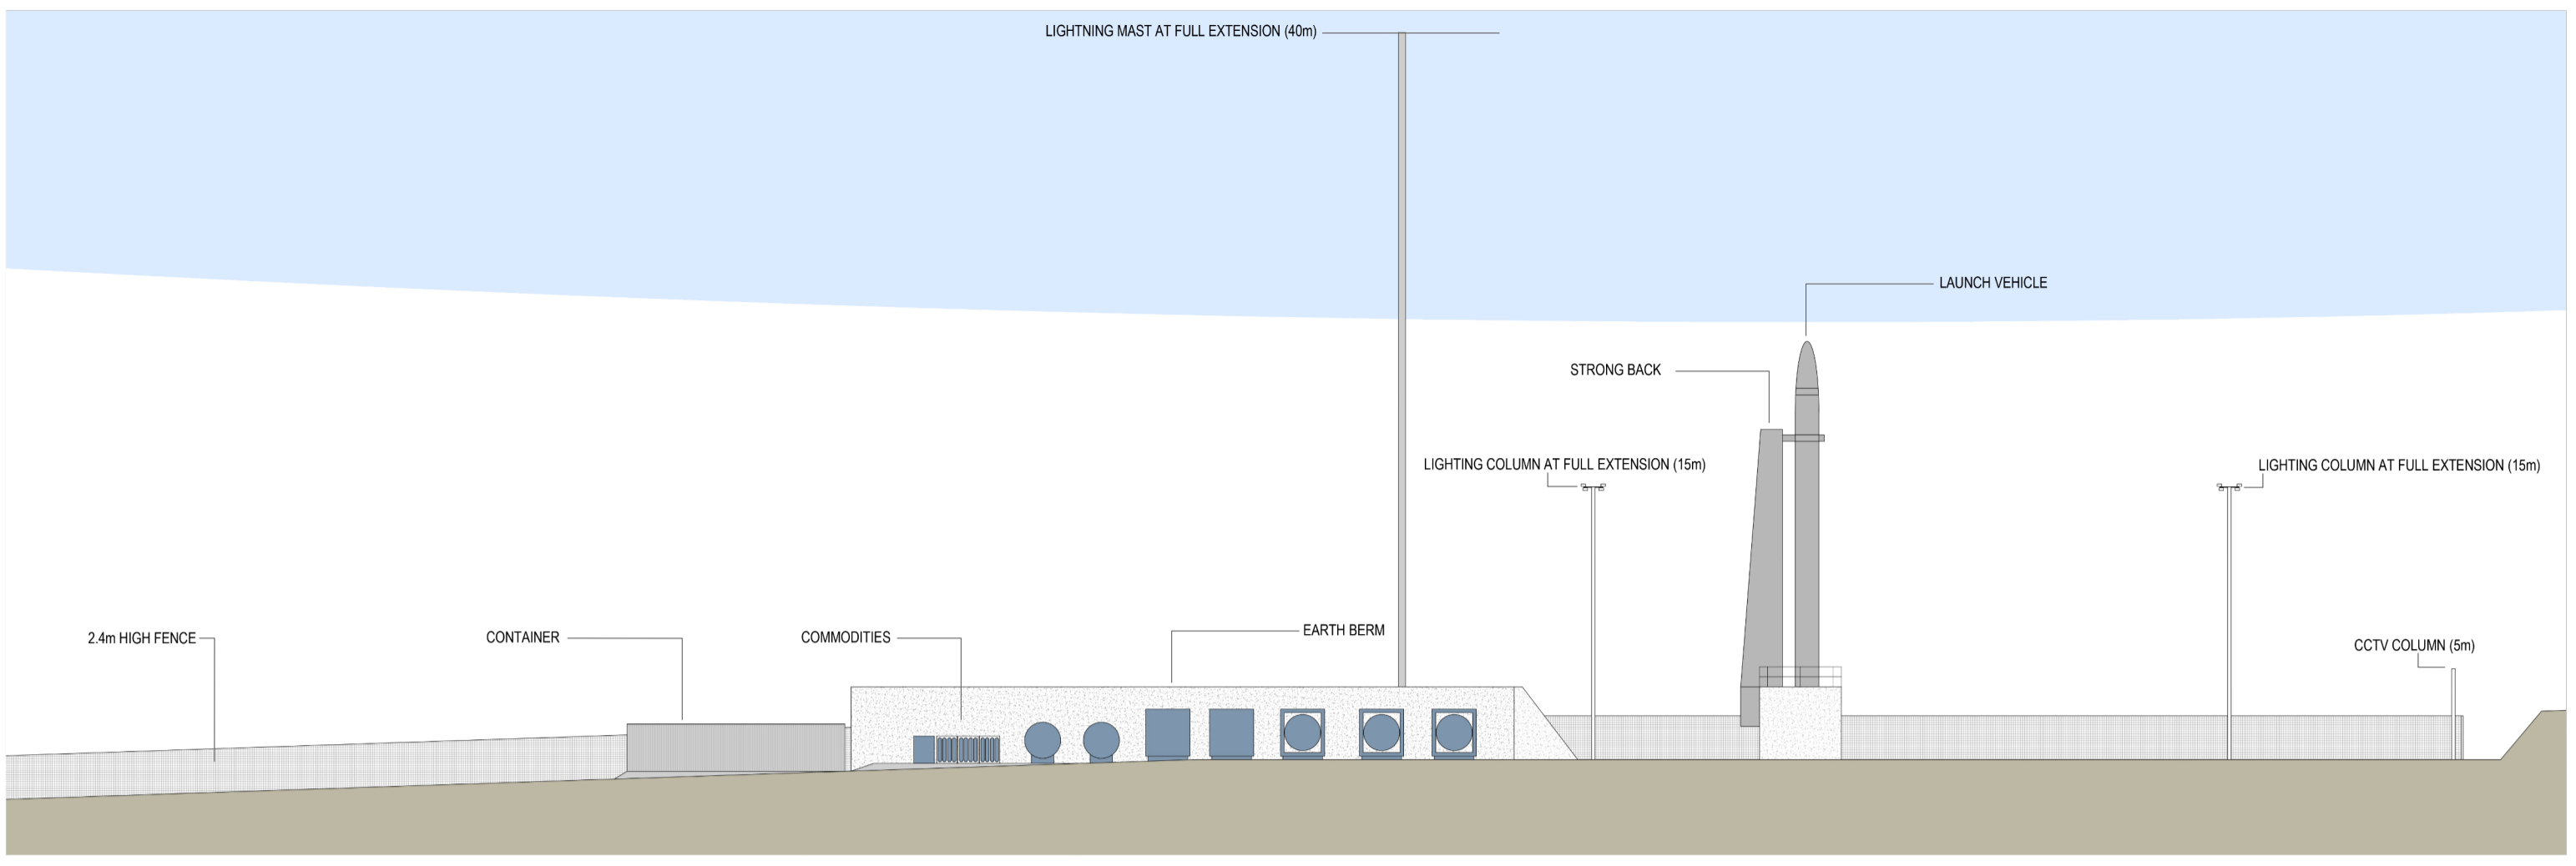 LIGHTNING MAST AT FULL EXTENSION (40m)
LAUNCH VEHICLE
STRONG BACK
LIGHTING COLUMN AT FULL EXTENSION (15m)
LIGHTING COLUMN AT FULL EXTENSION (15m)
2.4m HIGH FENCE
CONTAINER
COMMODITIES
EARTH BERM
CCTV COLUMN (5m)